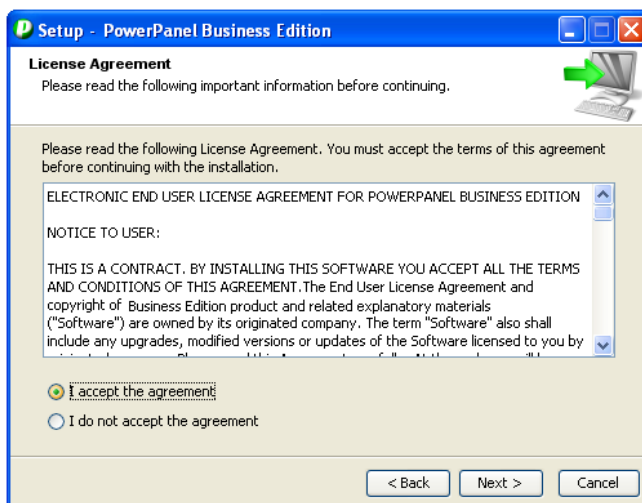 Setup - PowerPanel Business Edition
License Agreement
Please read the following important information before continuing.
Please read the following License Agreement. You must accept the terms of this agreement
before continuing with the installation.
ELECTRONIC END USER LICENSE AGREEMENT FOR POWERPANEL BUSINESS EDITION
NOTICE TO USER:
THIS IS A CONTRACT. BY INSTALLING THIS SOFTWARE YOU ACCEPT ALL THE TERMS
AND CONDITIONS OF THIS AGREEMENT.The End User License Agreement and
copyright of Business Edition product and related explanatory materials
("Software") are owned by its originated company. The term "Software" also shall
include any upgrades, modified versions or updates of the Software licensed to you by
I accept the agreement
I do not accept the agreement
< Back Next > Cancel